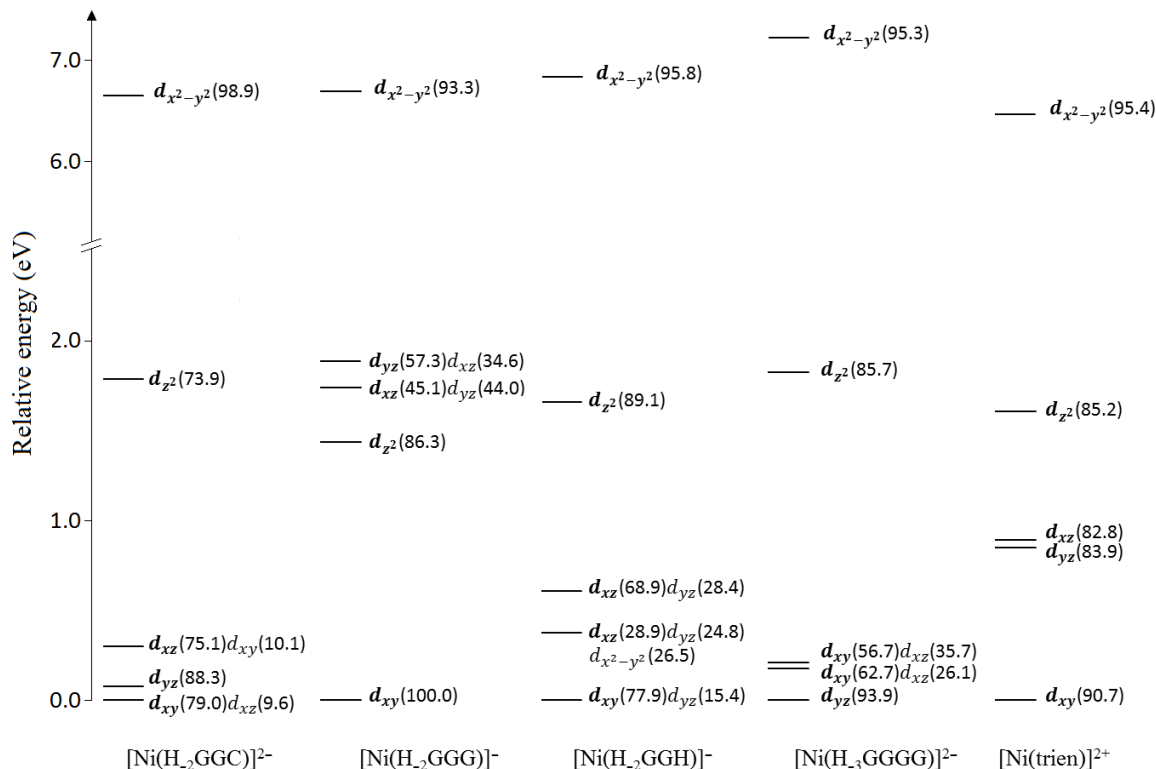 7.0
6.0
2.0
1.0
0.0
Relative energy (eV)
dx²−y²(98.9)
dz²(73.9)
dxz(75.1)dxy(10.1)
dyz(88.3)
dxy(79.0)dxz(9.6)
[Ni(H₋₂GGC)]²⁻
dx²−y²(93.3)
dyz(57.3)dxz(34.6)
dxz(45.1)dyz(44.0)
dz²(86.3)
dxy(100.0)
[Ni(H₋₂GGG)]⁻
dx²−y²(95.8)
dz²(89.1)
dxz(68.9)dyz(28.4)
dxz(28.9)dyz(24.8)
dx²−y²(26.5)
dxy(77.9)dyz(15.4)
[Ni(H₋₂GGH)]⁻
dx²−y²(95.3)
dz²(85.7)
dxy(56.7)dxz(35.7)
dxy(62.7)dxz(26.1)
dyz(93.9)
[Ni(H₋₃GGGG)]²⁻
dx²−y²(95.4)
dz²(85.2)
dxz(82.8)
dyz(83.9)
dxy(90.7)
[Ni(trien)]²⁺